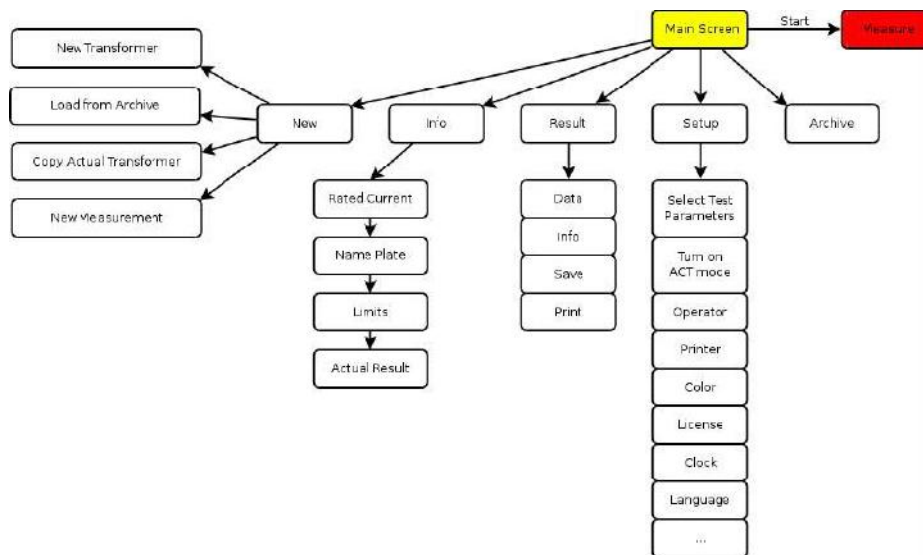 Main Screen
Start
Measure
New Transformer
Load from Archive
Copy Actual Transformer
New Measurement
New
Info
Result
Setup
Archive
Rated Current
Name Plate
Limits
Actual Result
Data
Info
Save
Print
Select Test
Parameters
Turn on
ACT mode
Operator
Printer
Color
License
Clock
Language
...